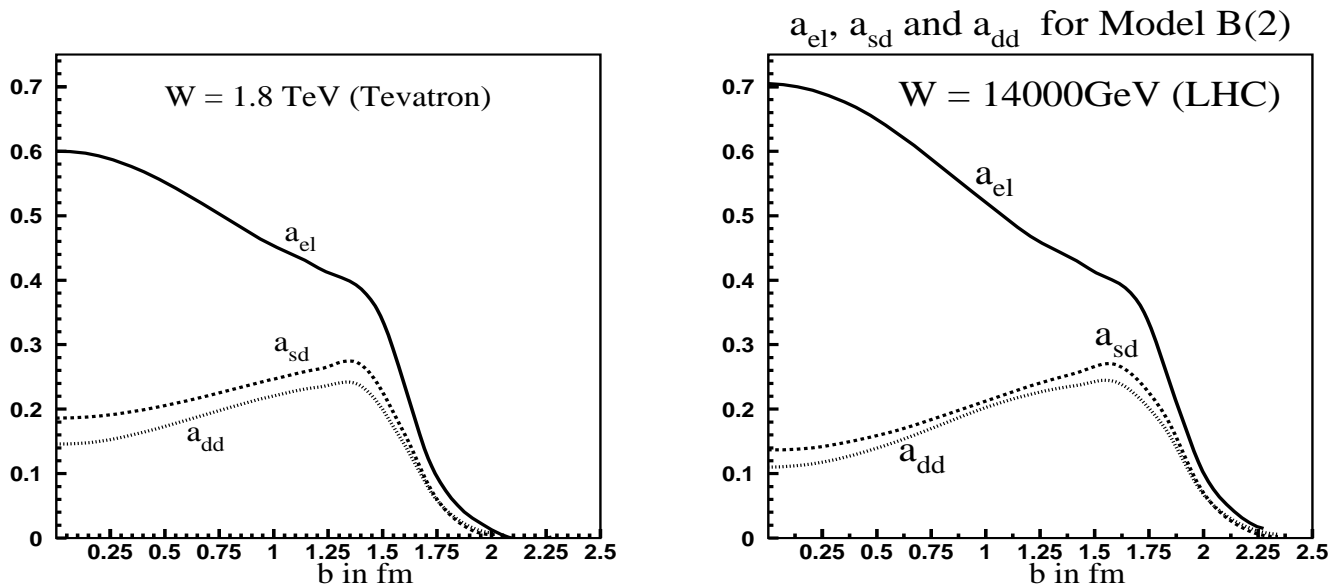 a_el, a_sd and a_dd for Model B(2)
W = 1.8 TeV (Tevatron)
0.7
0.6
0.5
0.4
0.3
0.2
0.1
0
a_el
a_sd
a_dd
0.25 0.5 0.75 1 1.25 1.5 1.75 2 2.25 2.5
b in fm
W = 14000GeV (LHC)
0.7
0.6
0.5
0.4
0.3
0.2
0.1
0
a_el
a_sd
a_dd
0.25 0.5 0.75 1 1.25 1.5 1.75 2 2.25 2.5
b in fm